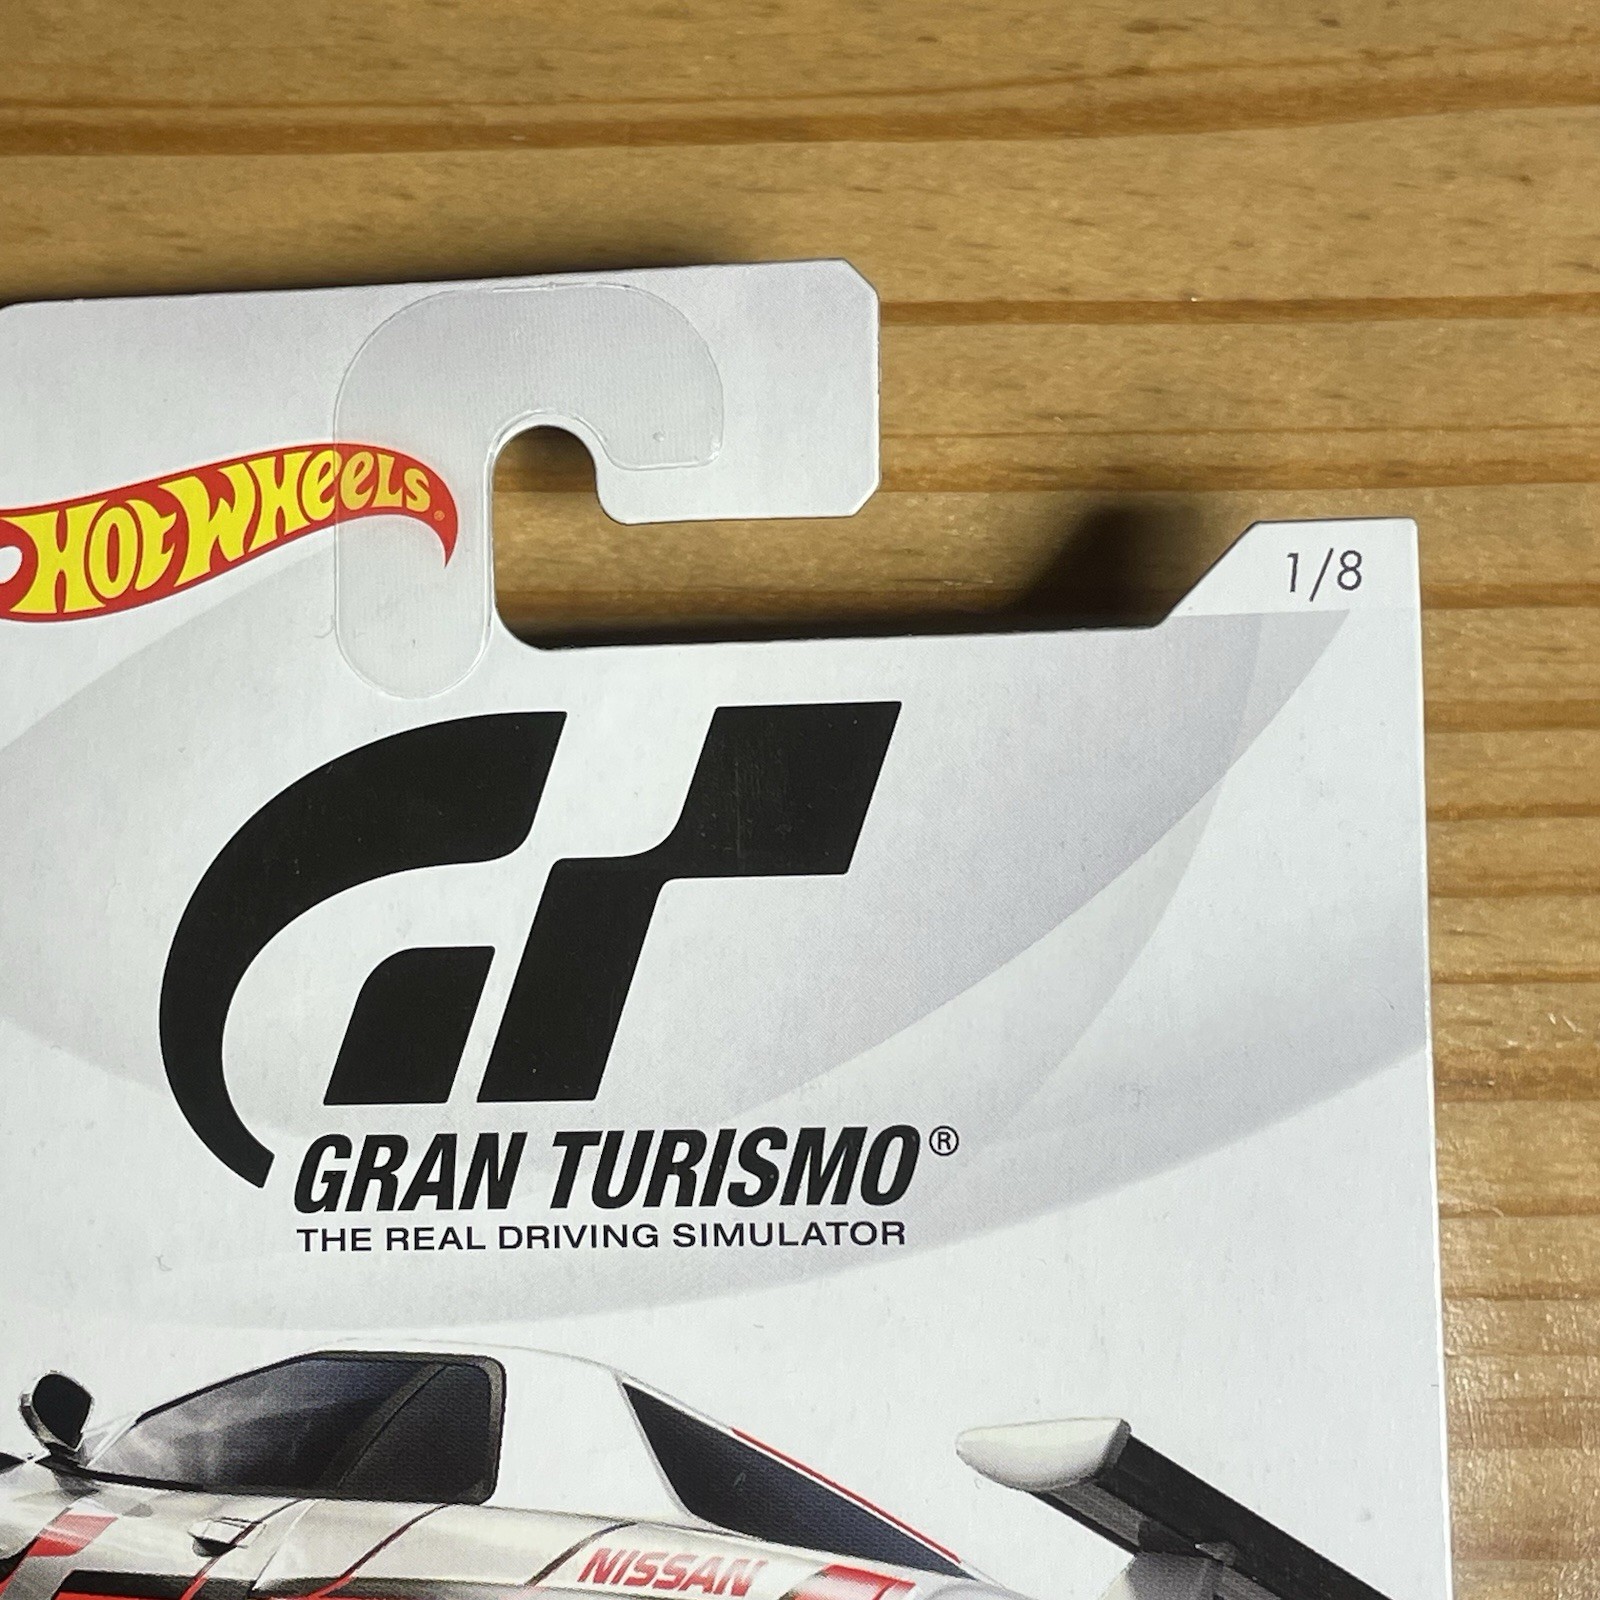 HOT WHEELS
1/8
GRAN TURISMO®
THE REAL DRIVING SIMULATOR
NISSAN